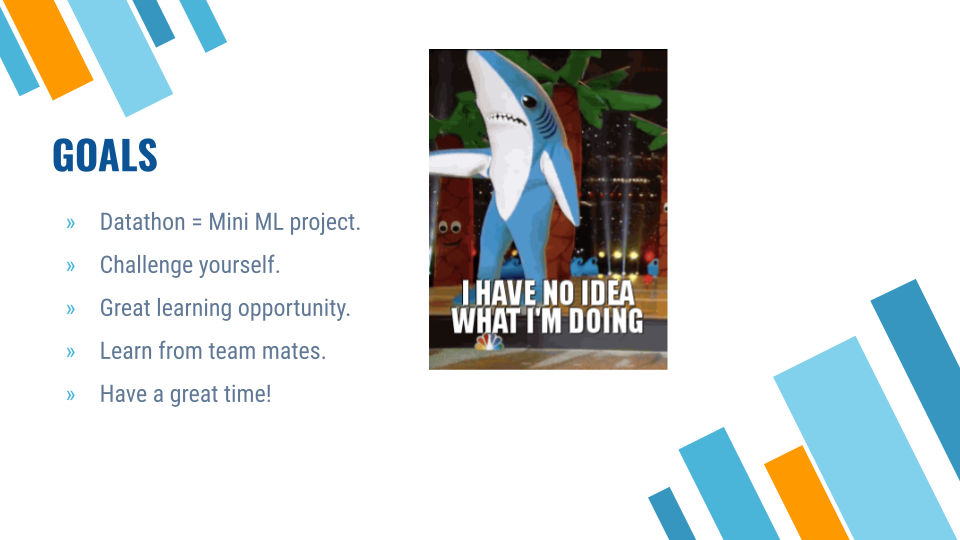 GOALS
» Datathon = Mini ML project.
» Challenge yourself.
» Great learning opportunity.
» Learn from team mates.
» Have a great time!
I HAVE NO IDEA
WHAT I'M DOING